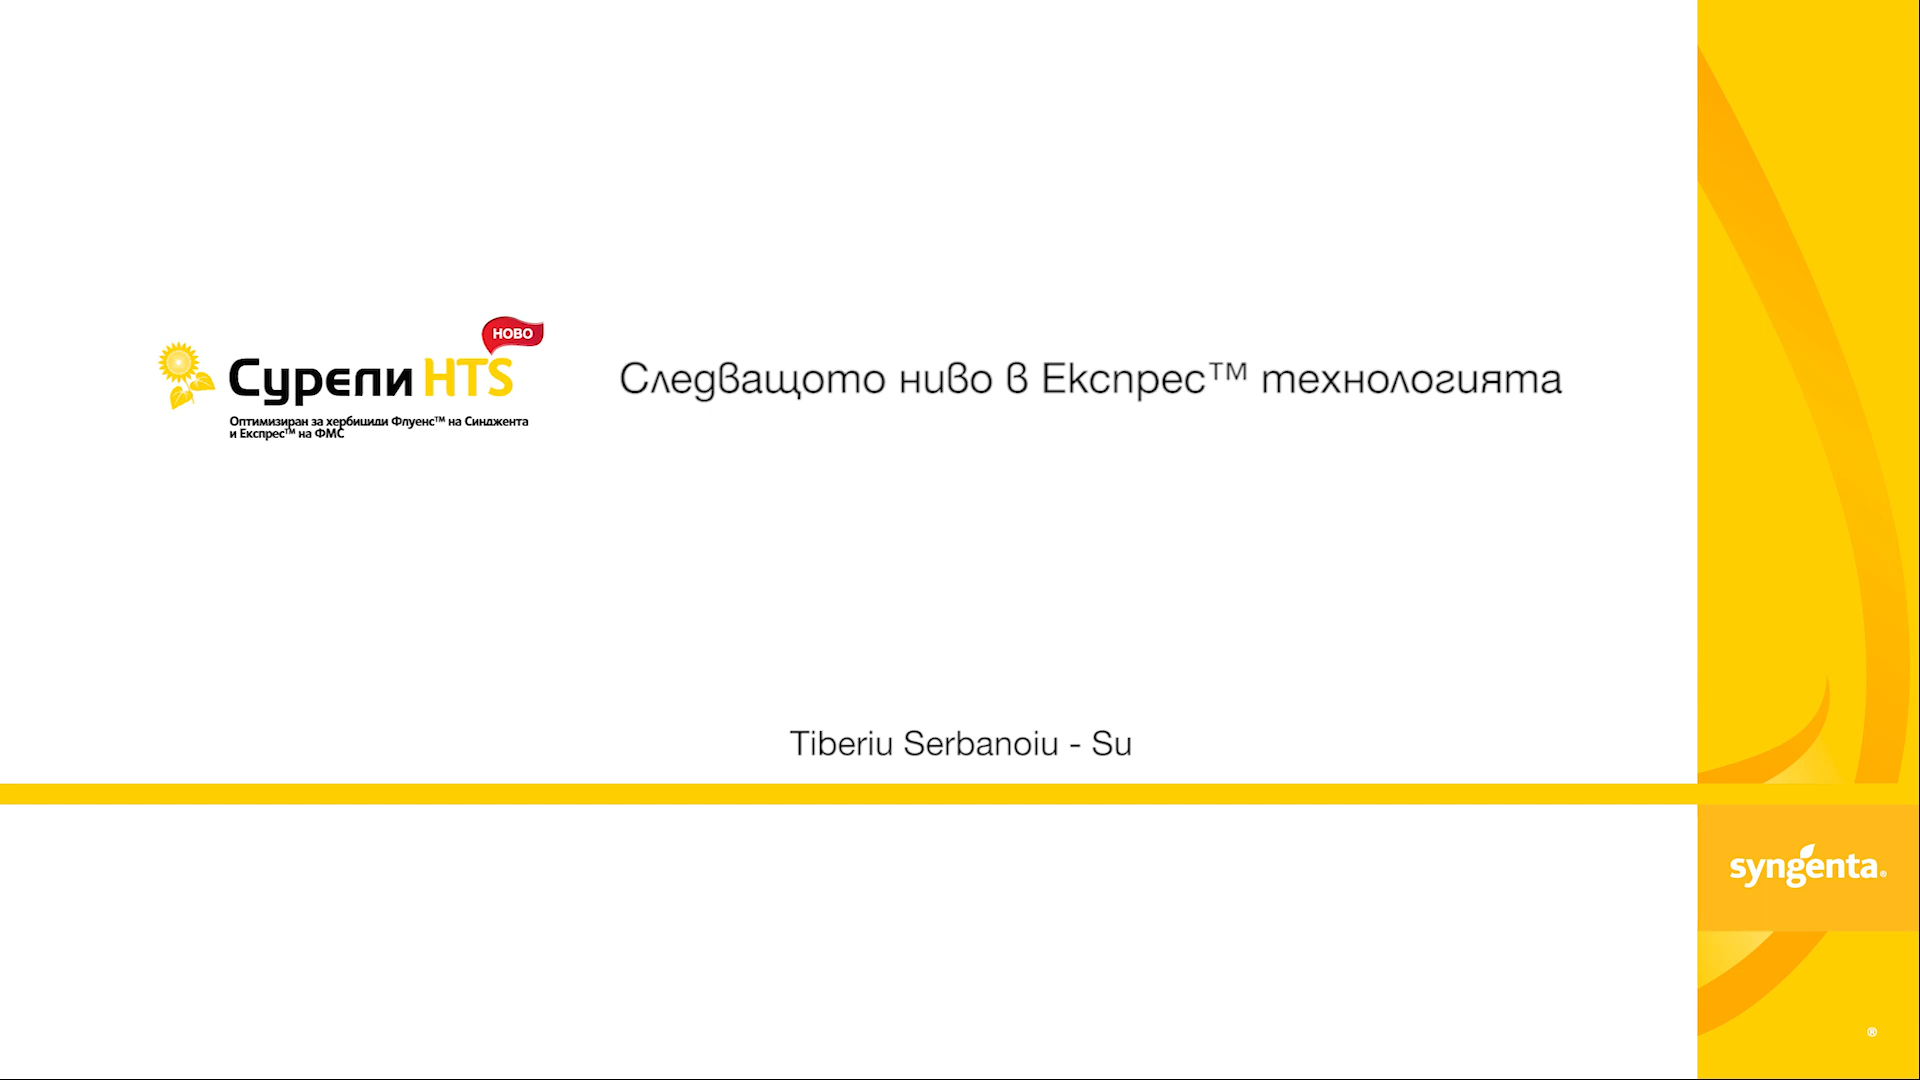 НОВО
Сурели HTS
Оптимизиран за хербициди Флуенс™ на Синджента
и Експрес™ на ФМС
Следващото ниво в Експрес™ технологията
Tiberiu Serbanoiu - Su
syngenta®
®